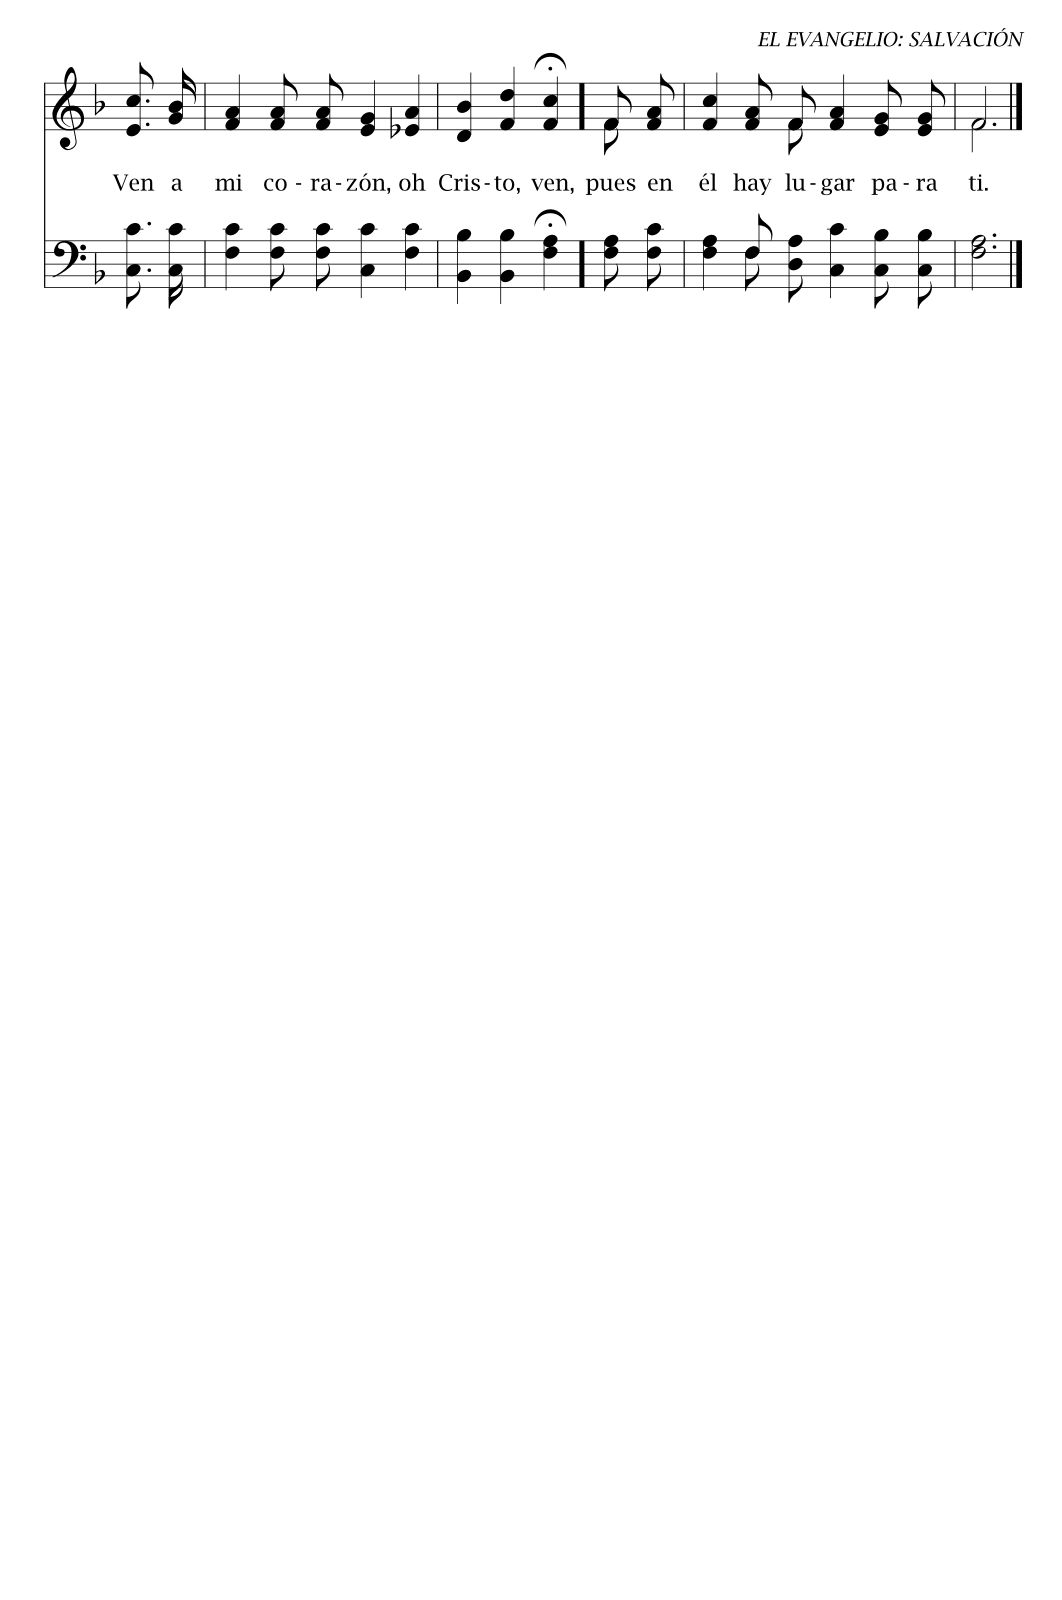 EL EVANGELIO: SALVACIÓN
Ven a mi co - ra - zón, oh Cris - to, ven, pues en él hay lu - gar pa - ra ti.